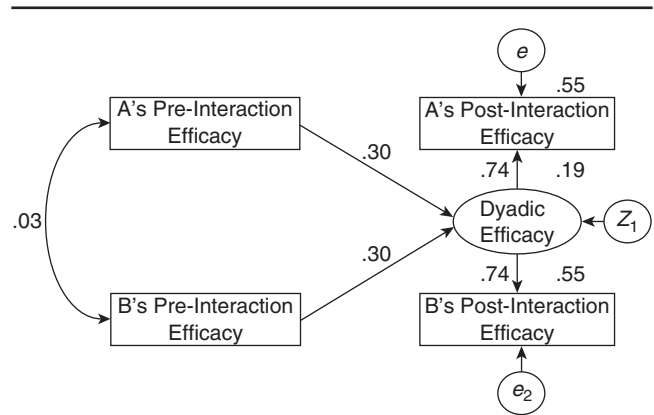 e
.55
A's Pre-Interaction
Efficacy
A's Post-Interaction
Efficacy
.30
.74
.19
.03
Dyadic
Efficacy
Z1
.30
.74
.55
B's Pre-Interaction
Efficacy
B's Post-Interaction
Efficacy
e2